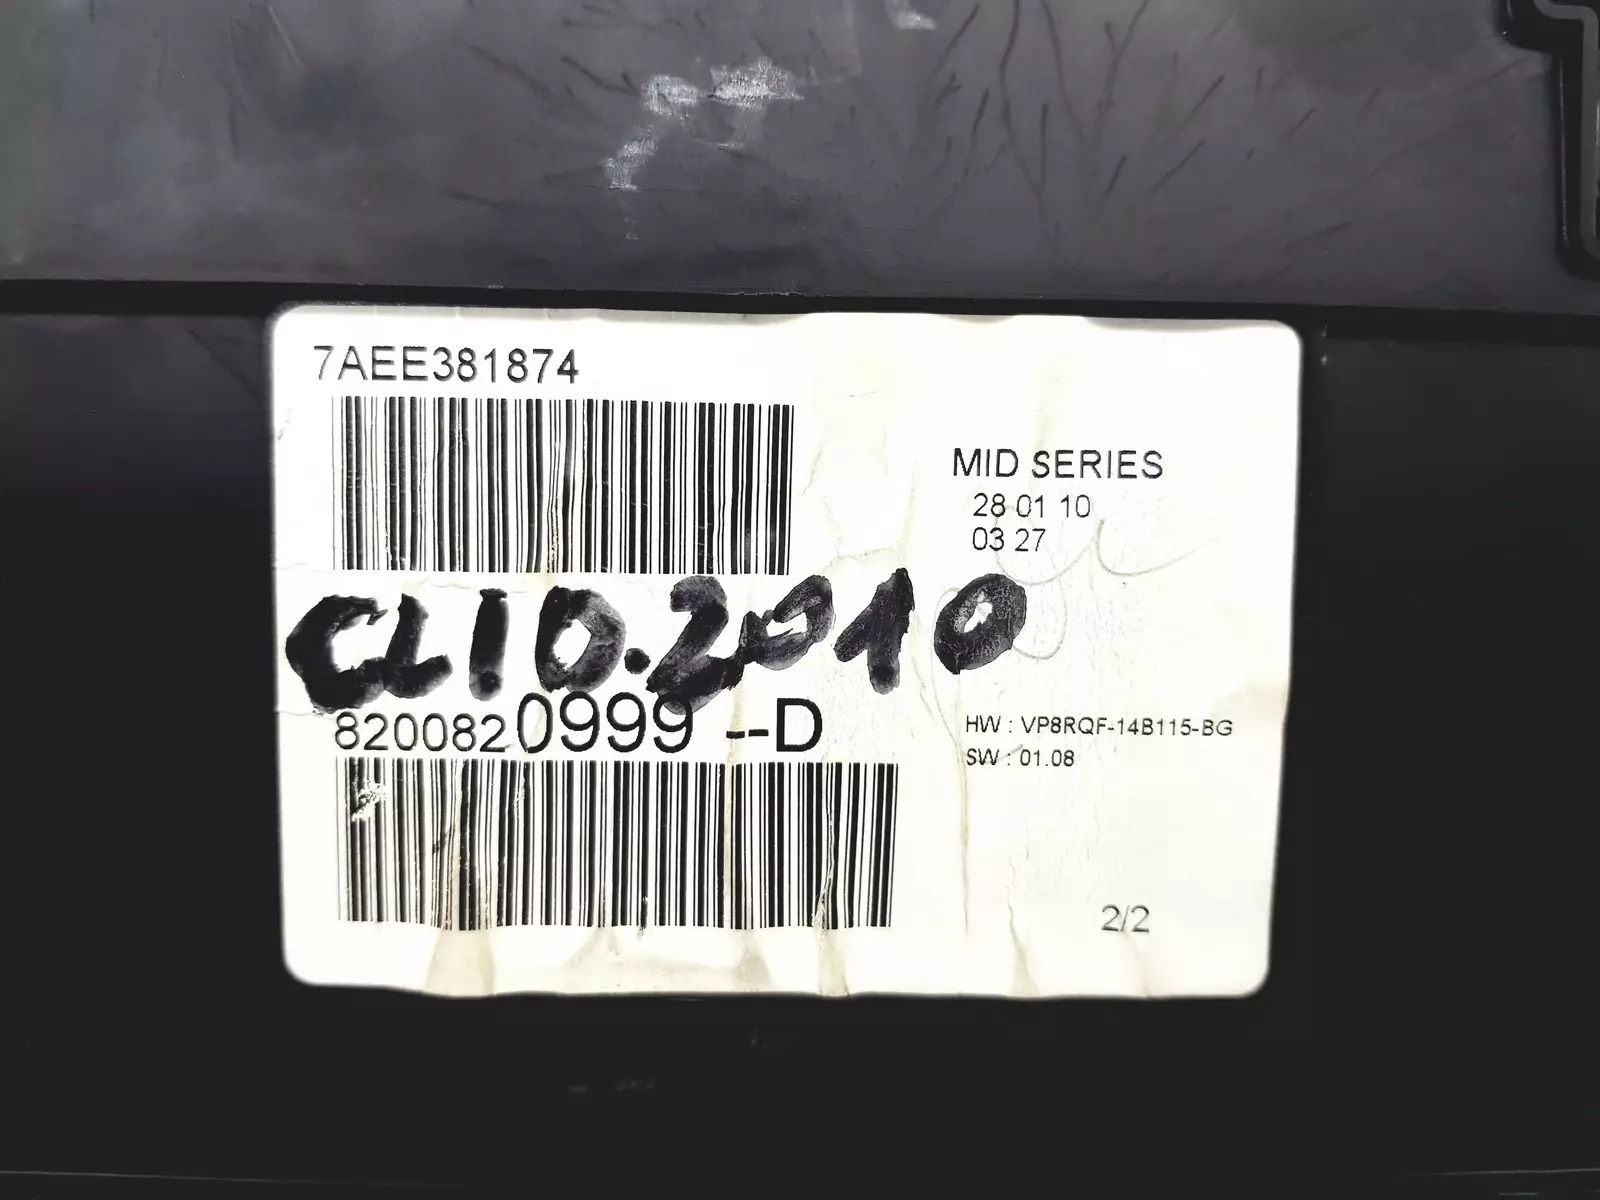 7AEE381874
MID SERIES
28 01 10
03 27
CLIO.2010
8200820999 --D
HW : VP8RQF-14B115-BG
SW : 01.08
2/2